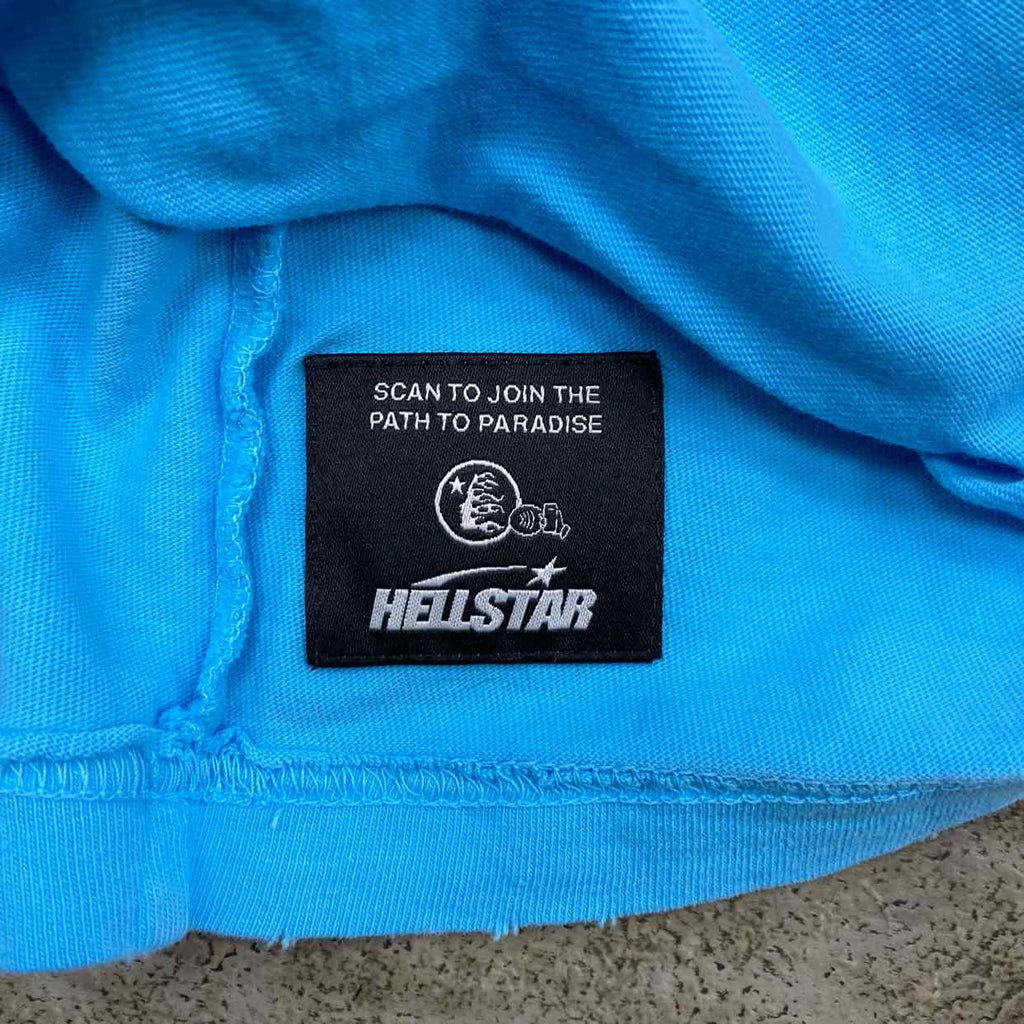 SCAN TO JOIN THE
PATH TO PARADISE
HELLSTAR